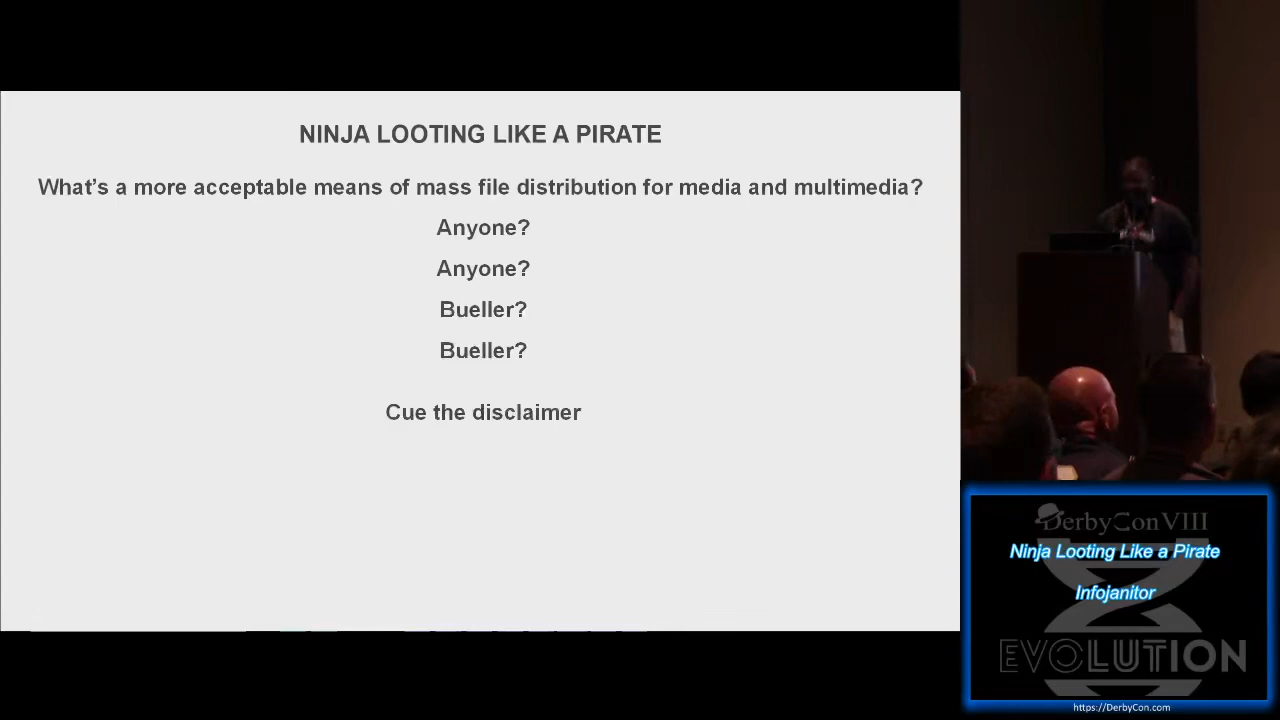 NINJA LOOTING LIKE A PIRATE
What's a more acceptable means of mass file distribution for media and multimedia?
Anyone?
Anyone?
Bueller?
Bueller?
Cue the disclaimer
DerbyCon VIII
Ninja Looting Like a Pirate
Infojanitor
EVOLUTION
https://DerbyCon.com